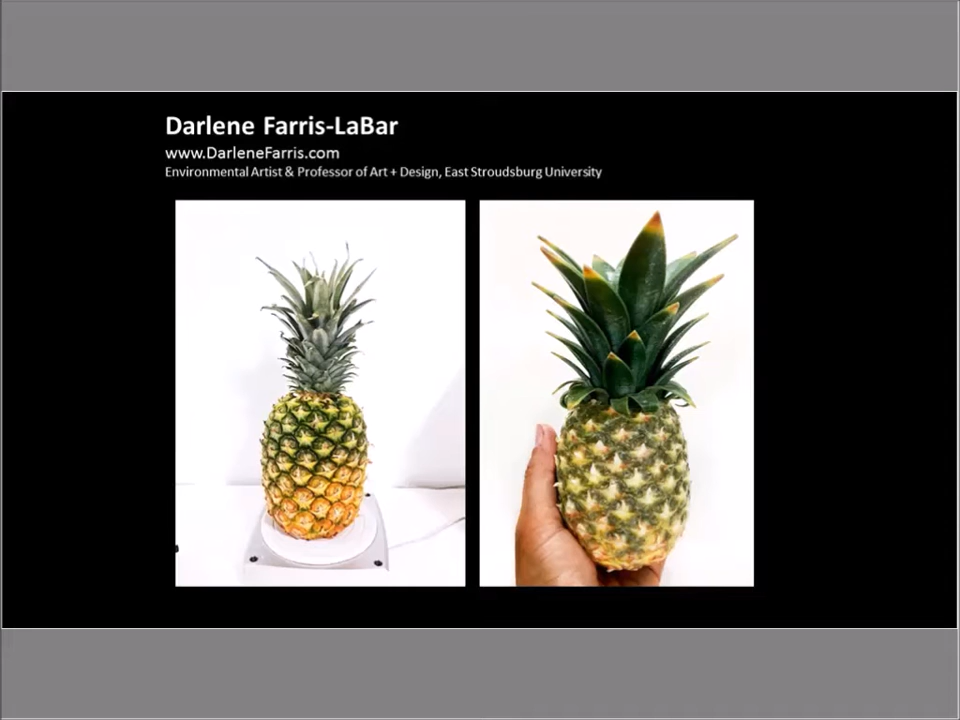 Darlene Farris-LaBar
www.DarleneFarris.com
Environmental Artist & Professor of Art + Design, East Stroudsburg University